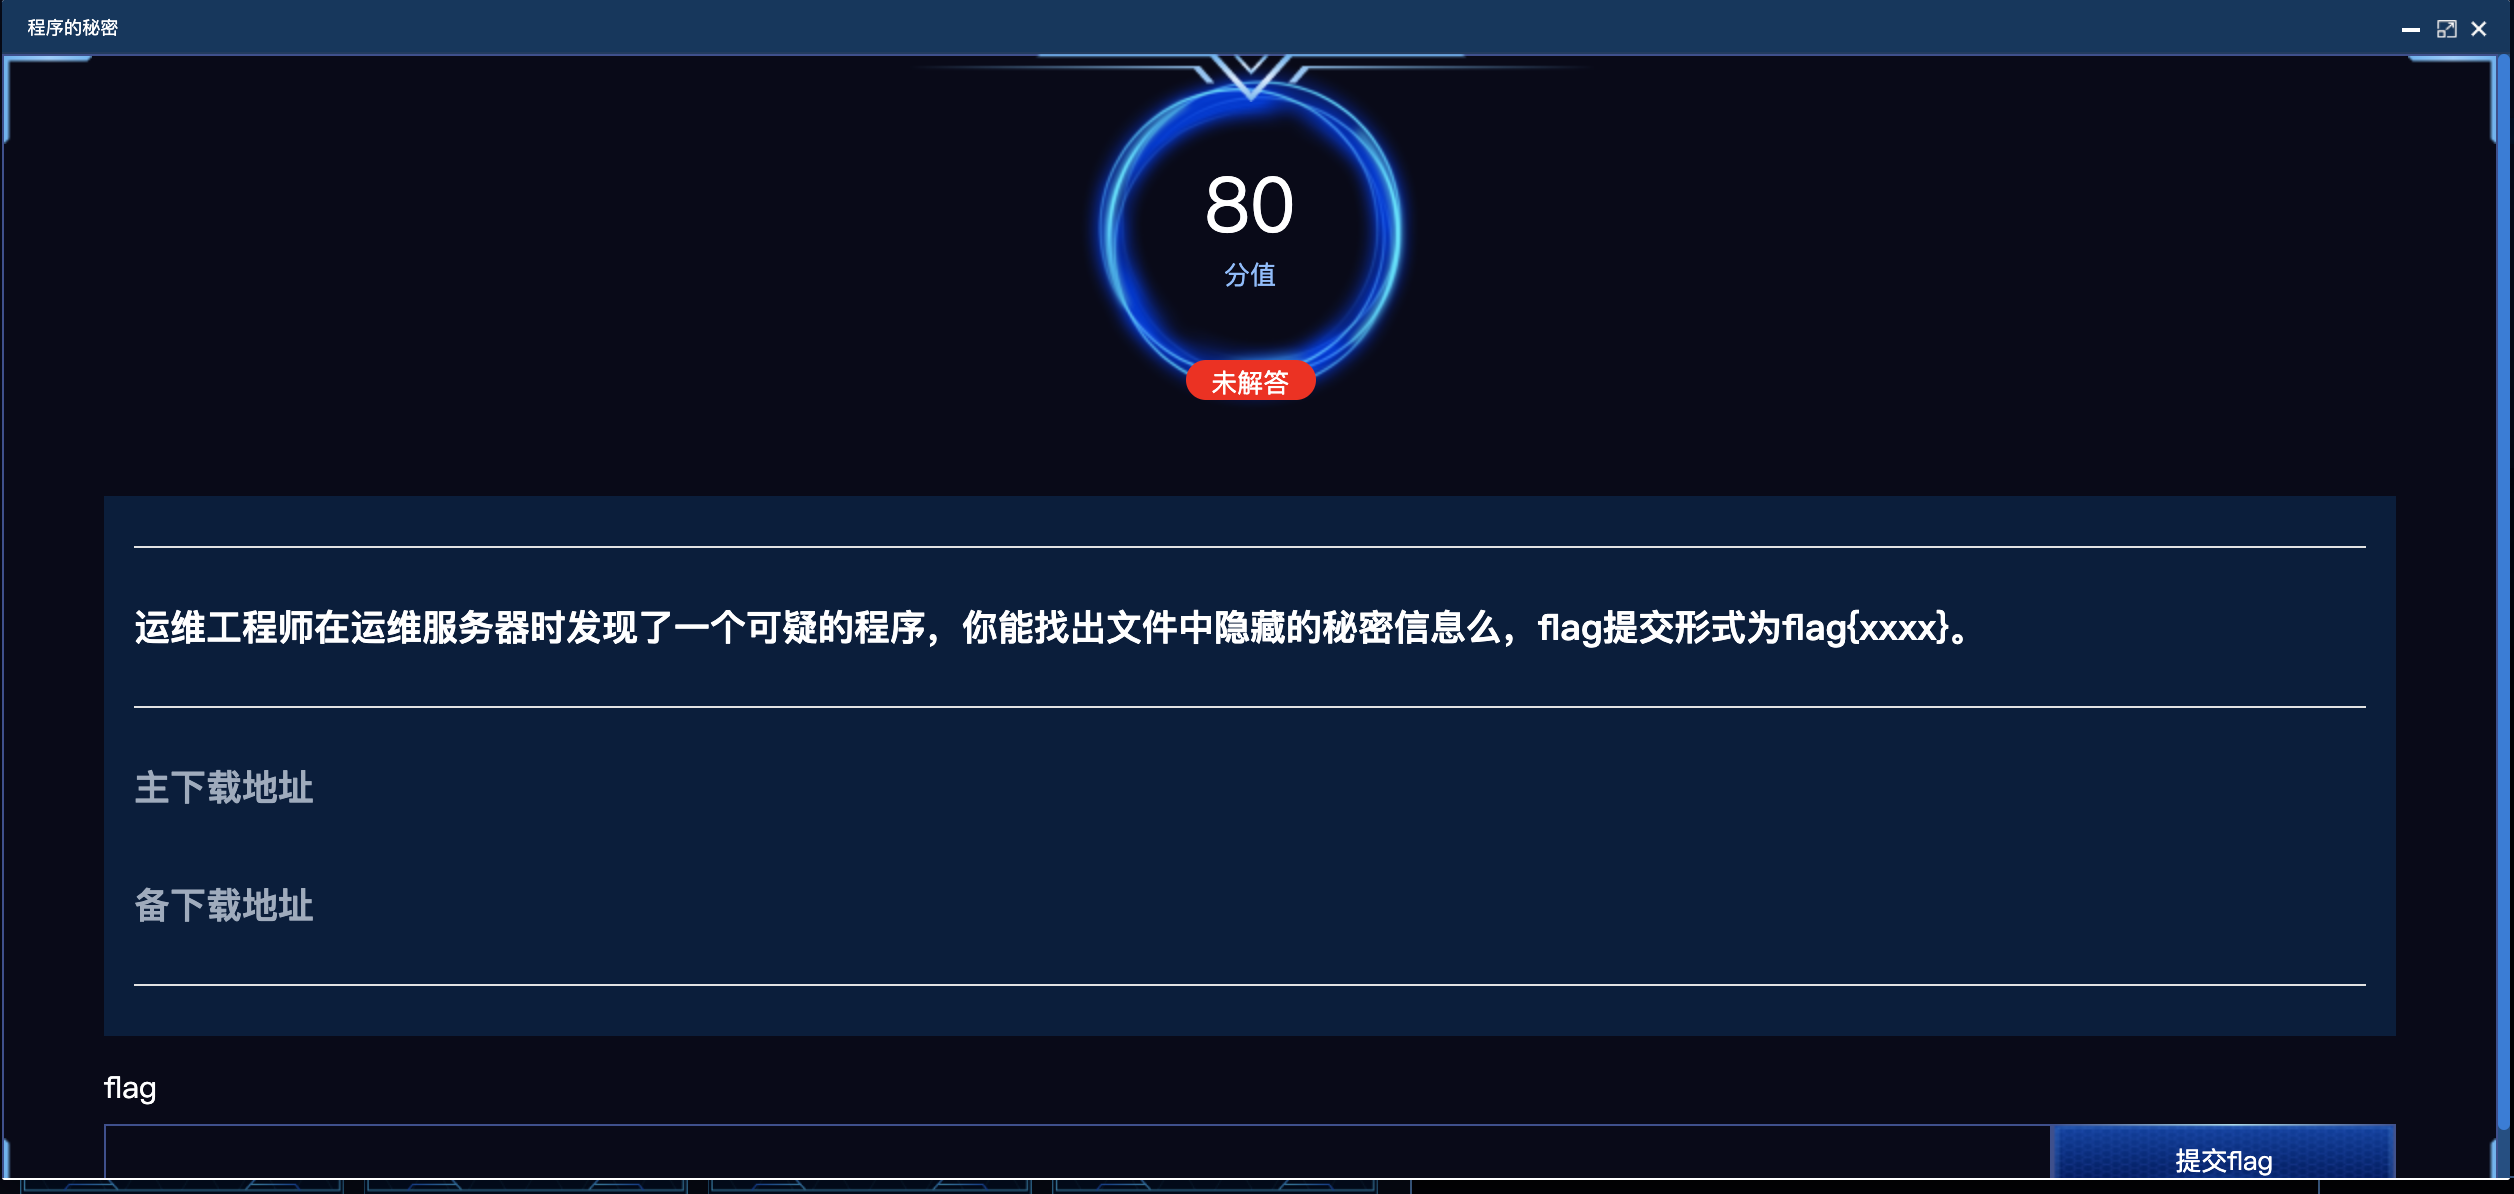 程序的秘密
80
分值
未解答
运维工程师在运维服务器时发现了一个可疑的程序，你能找出文件中隐藏的秘密信息么，flag提交形式为flag{xxxx}。
主下载地址
备下载地址
flag
提交flag